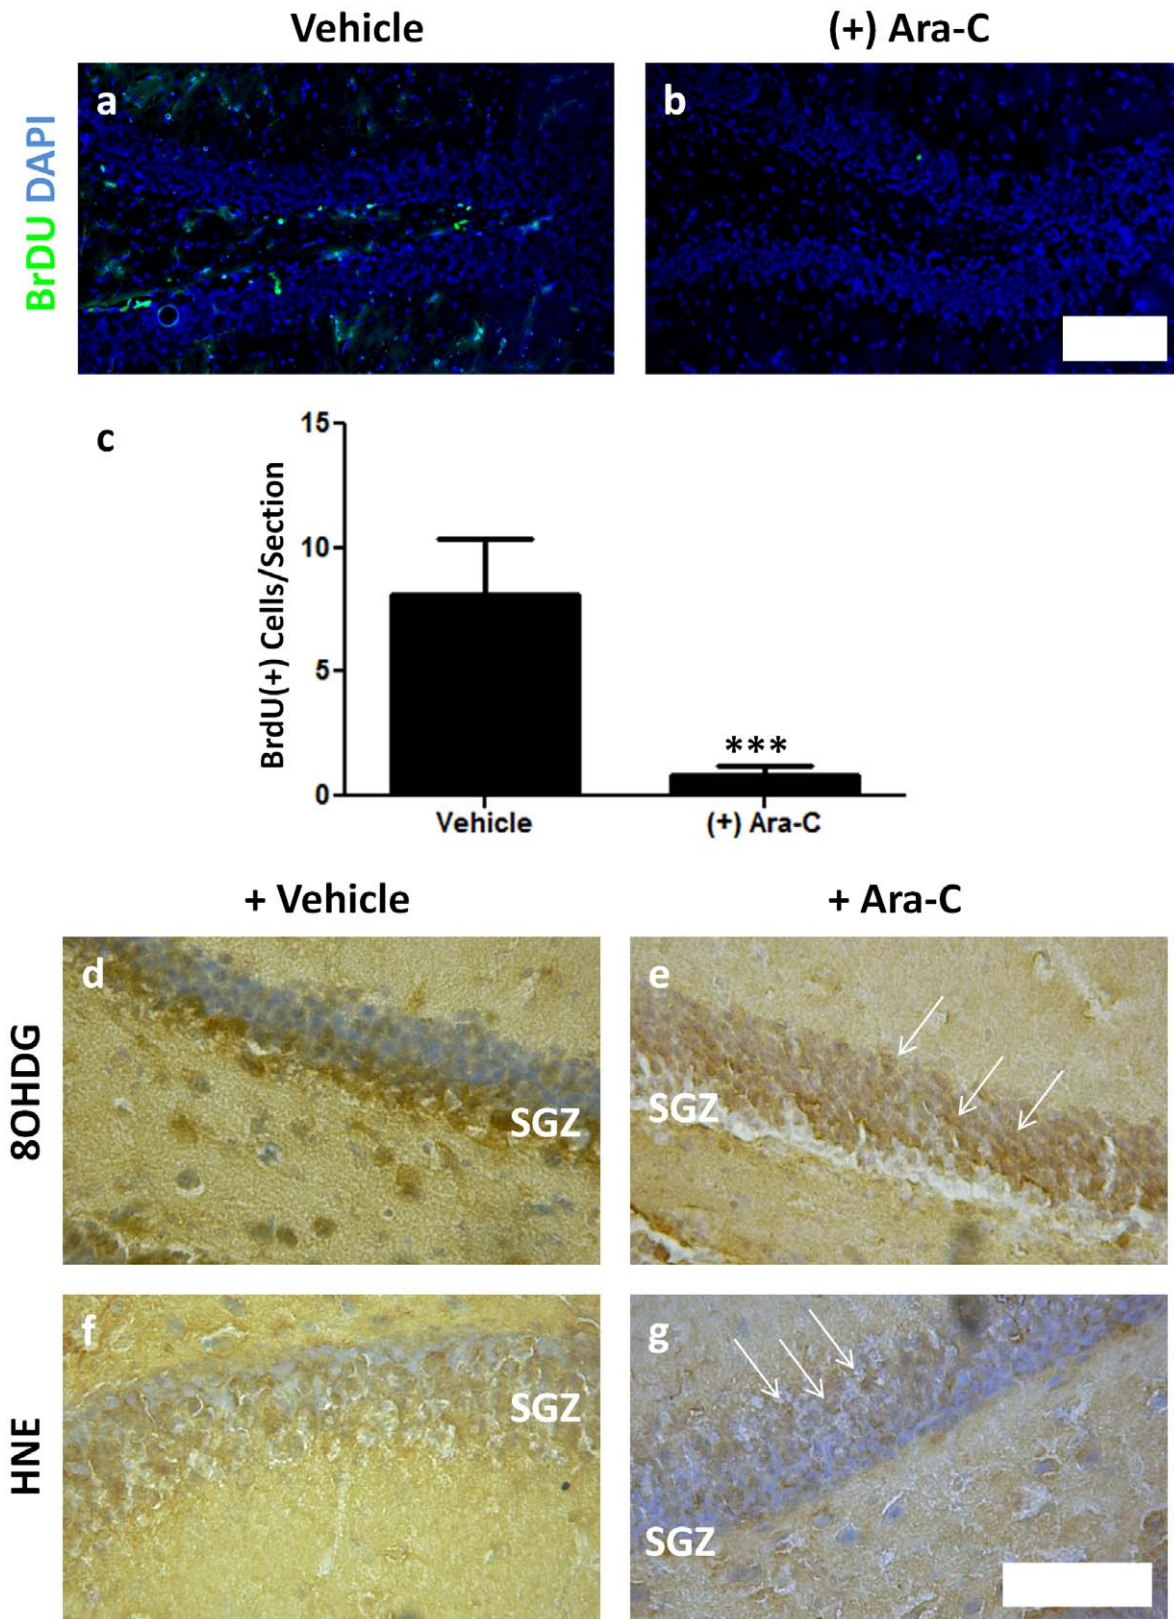 Vehicle
(+) Ara-C
BrDU DAPI
a
b
c
15
10
5
0
BrdU(+) Cells/Section
***
Vehicle
(+) Ara-C
+ Vehicle
+ Ara-C
8OHDG
d
SGZ
e
SGZ
HNE
f
SGZ
g
SGZ